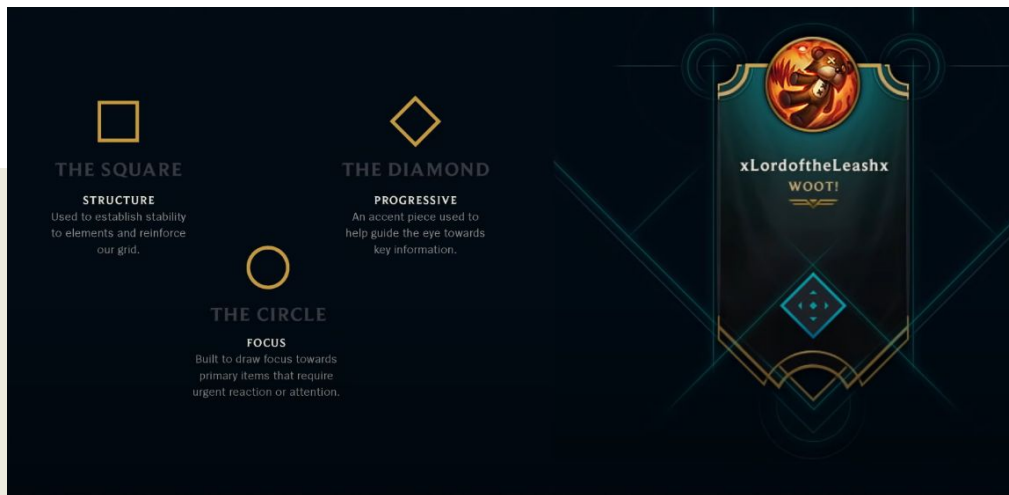 THE SQUARE
STRUCTURE
Used to establish stability
to elements and reinforce
our grid.
THE DIAMOND
PROGRESSIVE
An accent piece used to
help guide the eye towards
key information.
THE CIRCLE
FOCUS
Built to draw focus towards
primary items that require
urgent reaction or attention.
xLordoftheLeashx
WOOT!